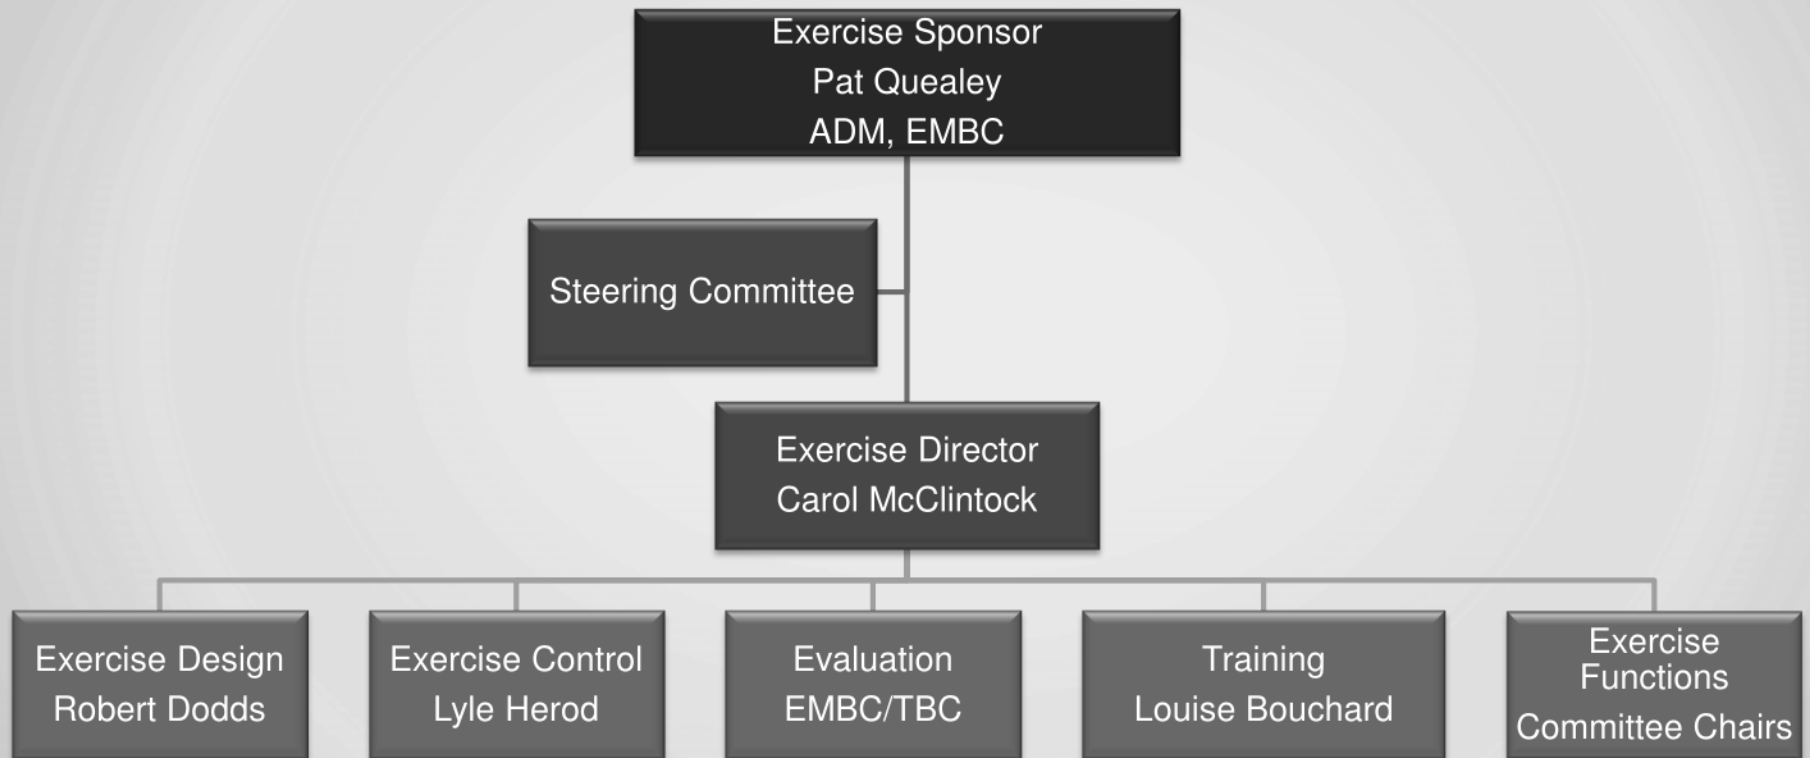 Exercise Sponsor
Pat Quealey
ADM, EMBC
Steering Committee
Exercise Director
Carol McClintock
Exercise Design
Robert Dodds
Exercise Control
Lyle Herod
Evaluation
EMBC/TBC
Training
Louise Bouchard
Exercise
Functions
Committee Chairs